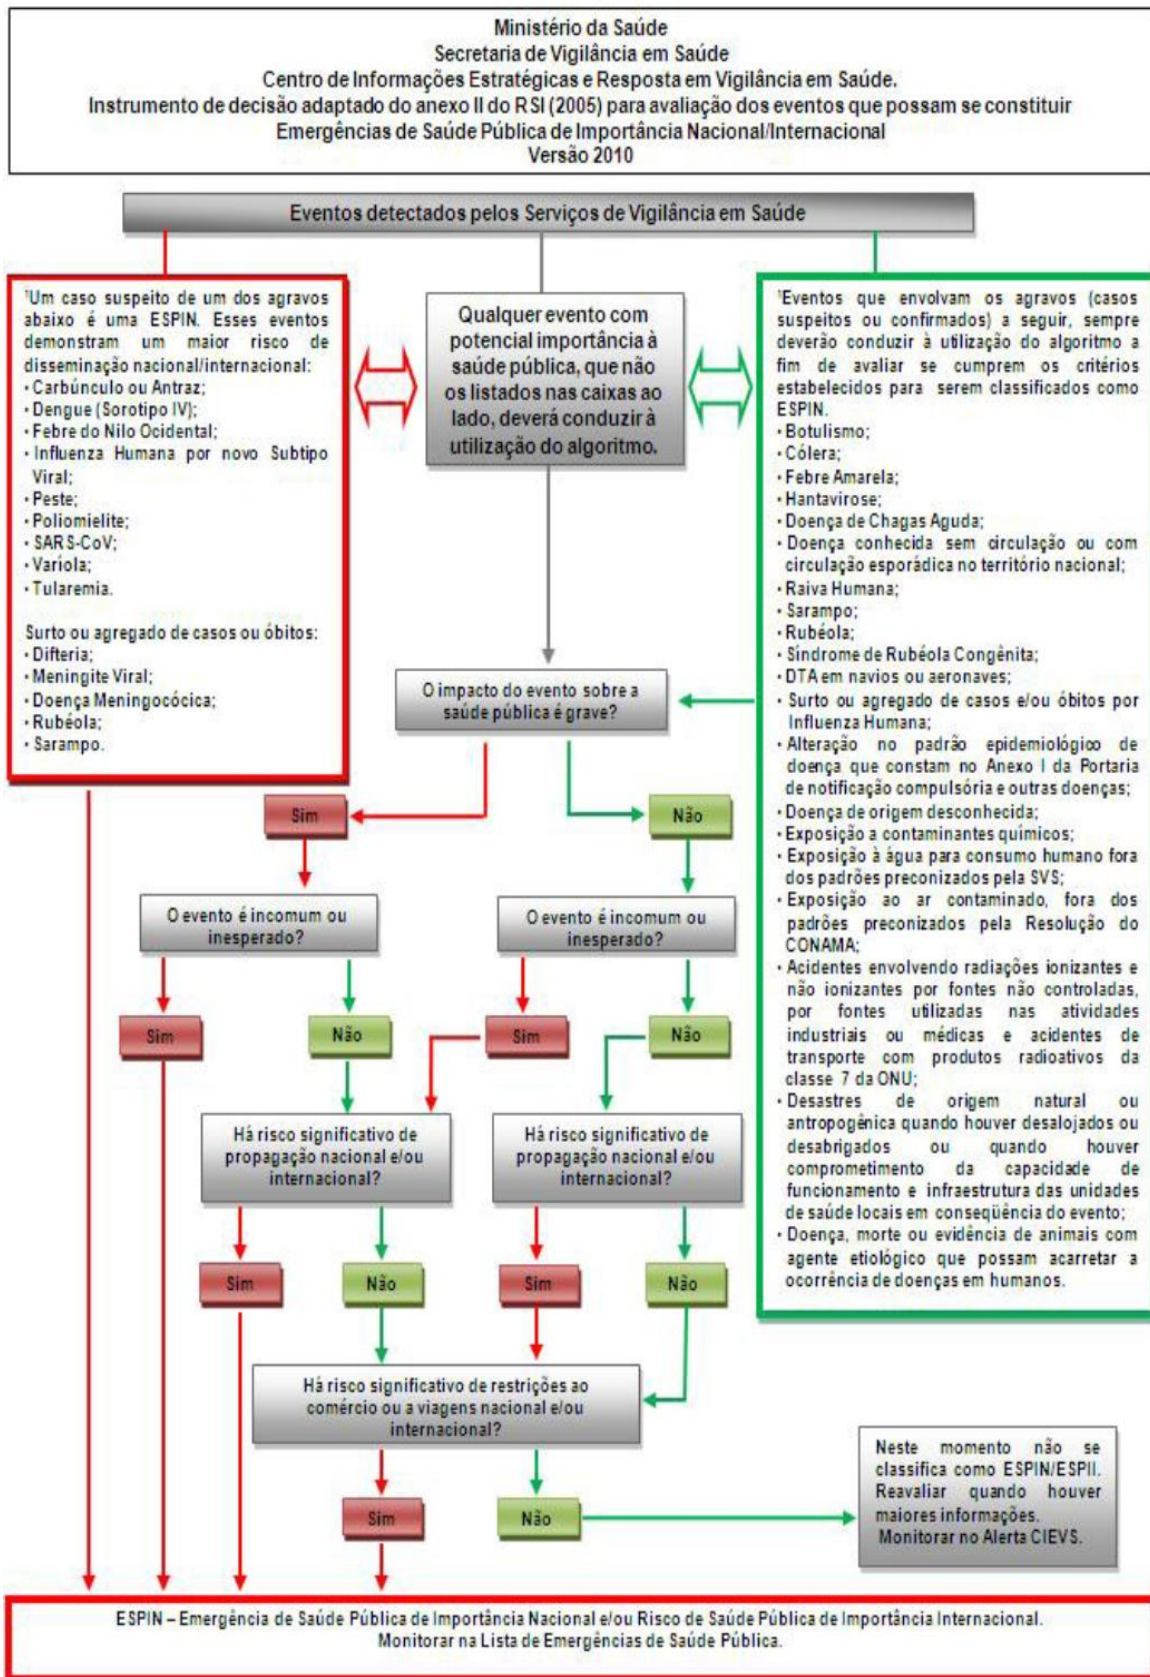 Ministério da Saúde
Secretaria de Vigilância em Saúde
Centro de Informações Estratégicas e Resposta em Vigilância em Saúde.
Instrumento de decisão adaptado do anexo II do RSI (2005) para avaliação dos eventos que possam se constituir
Emergências de Saúde Pública de Importância Nacional/Internacional
Versão 2010
Eventos detectados pelos Serviços de Vigilância em Saúde
¹Um caso suspeito de um dos agravos
abaixo é uma ESPIN. Esses eventos
demonstram um maior risco de
disseminação nacional/internacional:
• Carbúnculo ou Antraz;
• Dengue (Sorotipo IV);
• Febre do Nilo Ocidental;
• Influenza Humana por novo Subtipo
Viral;
• Peste;
• Poliomielite;
• SARS-CoV;
• Varíola;
• Tularemia.
Surto ou agregado de casos ou óbitos:
• Difteria;
• Meningite Viral;
• Doença Meningocócica;
• Rubéola;
• Sarampo.
Qualquer evento com
potencial importância à
saúde pública, que não
os listados nas caixas ao
lado, deverá conduzir à
utilização do algoritmo.
¹Eventos que envolvam os agravos (casos
suspeitos ou confirmados) a seguir, sempre
deverão conduzir à utilização do algoritmo a
fim de avaliar se cumprem os critérios
estabelecidos para serem classificados como
ESPIN.
• Botulismo;
• Cólera;
• Febre Amarela;
• Hantavirose;
• Doença de Chagas Aguda;
• Doença conhecida sem circulação ou com
circulação esporádica no território nacional;
• Raiva Humana;
• Sarampo;
• Rubéola;
• Síndrome de Rubéola Congênita;
• DTA em navios ou aeronaves;
• Surto ou agregado de casos e/ou óbitos por
Influenza Humana;
• Alteração no padrão epidemiológico de
doença que constam no Anexo I da Portaria
de notificação compulsória e outras doenças;
• Doença de origem desconhecida;
• Exposição a contaminantes químicos;
• Exposição à água para consumo humano fora
dos padrões preconizados pela SVS;
• Exposição ao ar contaminado, fora dos
padrões preconizados pela Resolução do
CONAMA;
• Acidentes envolvendo radiações ionizantes e
não ionizantes por fontes não controladas,
por fontes utilizadas nas atividades
industriais ou médicas e acidentes de
transporte com produtos radioativos da
classe 7 da ONU;
• Desastres de origem natural ou
antropogênica quando houver desalojados ou
desabrigados ou quando houver
comprometimento da capacidade de
funcionamento e infraestrutura das unidades
de saúde locais em conseqüência do evento;
• Doença, morte ou evidência de animais com
agente etiológico que possam acarretar a
ocorrência de doenças em humanos.
O impacto do evento sobre a
saúde pública é grave?
Sim
Não
O evento é incomum ou
inesperado?
O evento é incomum ou
inesperado?
Sim
Não
Sim
Não
Há risco significativo de
propagação nacional e/ou
internacional?
Há risco significativo de
propagação nacional e/ou
internacional?
Sim
Não
Sim
Não
Há risco significativo de restrições ao
comércio ou a viagens nacional e/ou
internacional?
Sim
Não
Neste momento não se
classifica como ESPIN/ESPII.
Reavaliar quando houver
maiores informações.
Monitorar no Alerta CIEVS.
ESPIN – Emergência de Saúde Pública de Importância Nacional e/ou Risco de Saúde Pública de Importância Internacional.
Monitorar na Lista de Emergências de Saúde Pública.